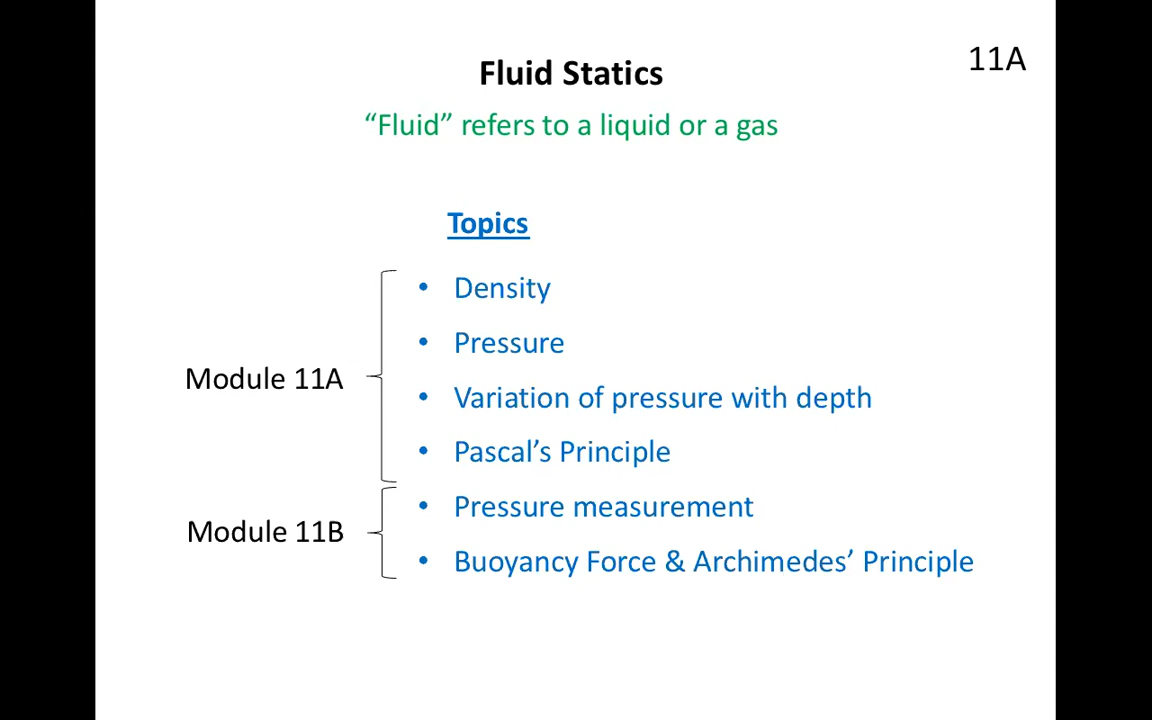 11A
Fluid Statics
“Fluid” refers to a liquid or a gas
Topics
• Density
• Pressure
Module 11A
• Variation of pressure with depth
• Pascal’s Principle
• Pressure measurement
Module 11B
• Buoyancy Force & Archimedes’ Principle